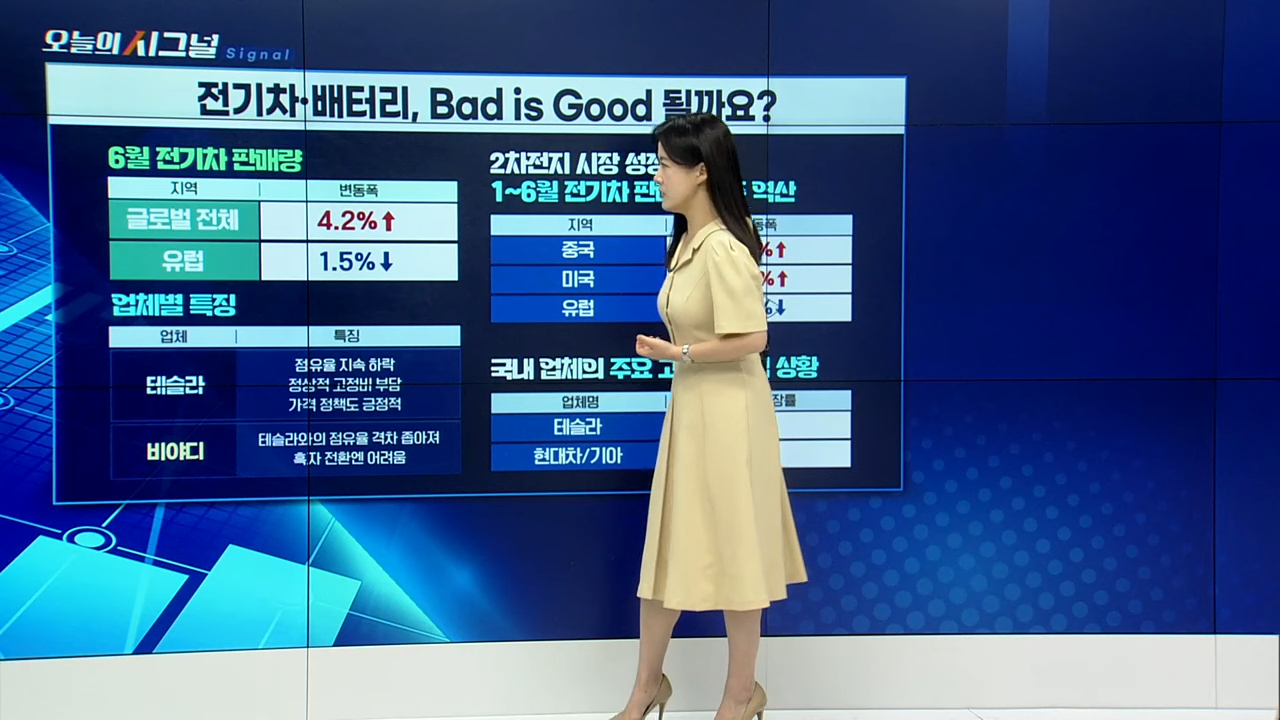 오늘의 시그널 Signal
전기차·배터리, Bad is Good 될까요?
6월 전기차 판매량
지역 변동폭
글로벌 전체 4.2%↑
유럽 1.5%↓
업체별 특징
업체 특징
테슬라
점유율 지속 하락
정상적 고정비 부담
가격 정책도 긍정적
비야디
테슬라와의 점유율 격차 좁아져
흑자 전환엔 어려움
2차전지 시장
1~6월 전기차 역산
지역
중국 %↑
미국 %↑
유럽 ↓
국내 업체의 주요 상황
업체명
테슬라
현대차/기아